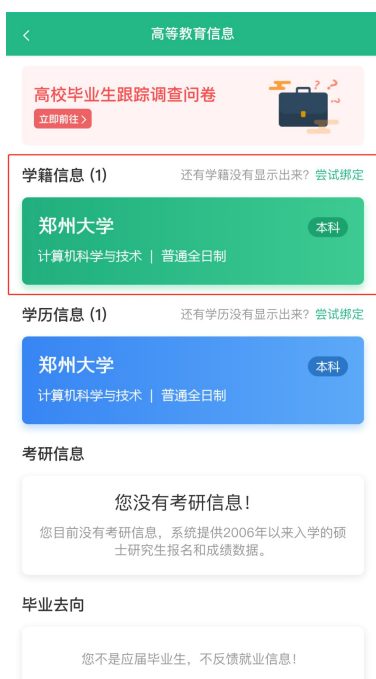 高等教育信息
高校毕业生跟踪调查问卷
立即前往>
学籍信息 (1) 还有学籍没有显示出来? 尝试绑定
郑州大学 本科
计算机科学与技术 | 普通全日制
学历信息 (1) 还有学历没有显示出来? 尝试绑定
郑州大学 本科
计算机科学与技术 | 普通全日制
考研信息
您没有考研信息!
您目前没有考研信息，系统提供2006年以来入学的硕
士研究生报名和成绩数据。
毕业去向
您不是应届毕业生，不反馈就业信息!